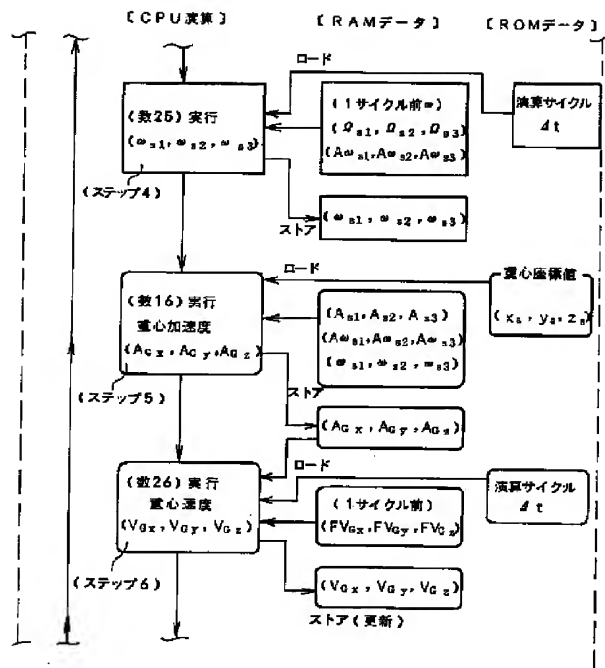 〔CPU演算〕 〔RAMデータ〕 〔ROMデータ〕
ロード
(数25)実行
(ωs1,ωs2,ωs3)
(1サイクル前∞)
(Ωs1,Ωs2,Ωs3)
(Aωs1,Aωs2,Aωs3)
演算サイクル
Δt
(ステップ4)
ストア
(ωs1,ωs2,ωs3)
ロード
重心座標値
(xs,ys,zs)
(数16)実行
重心加速度
(AGx,AGy,AGz)
(As1,As2,As3)
(Aωs1,Aωs2,Aωs3)
(ωs1,ωs2,ωs3)
(ステップ5)
ストア
(AGx,AGy,AGz)
ロード
(数26)実行
重心速度
(VGx,VGy,VGz)
(1サイクル前)
(FVGx,FVGy,FVGz)
演算サイクル
Δt
(ステップ6)
(VGx,VGy,VGz)
ストア(更新)